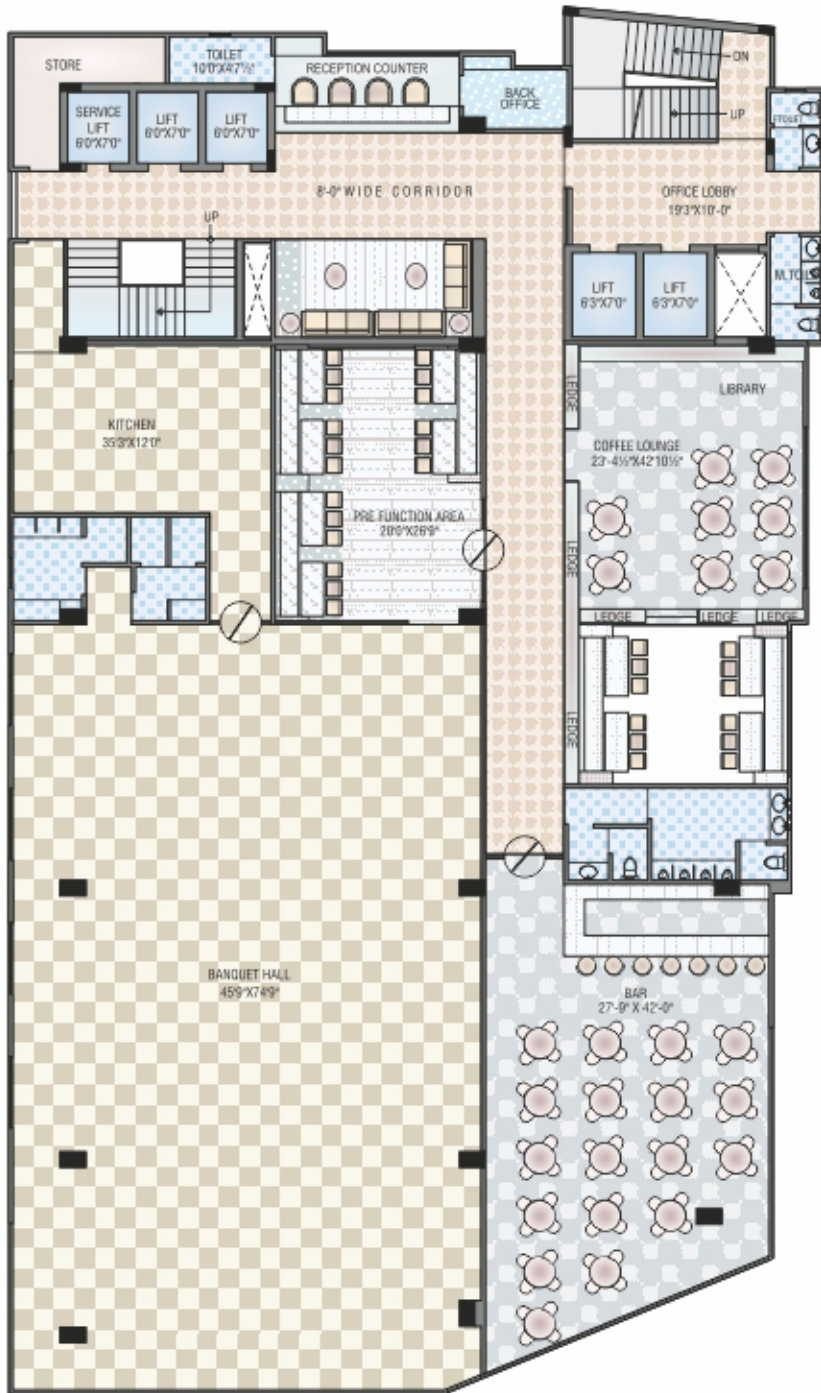 STORE
TOILET
10'0"X4'7½"
RECEPTION COUNTER
BACK
OFFICE
DN
UP
SERVICE
LIFT
6'0"X7'0"
LIFT
6'0"X7'0"
LIFT
6'0"X7'0"
F.TOILET
8'-0" WIDE CORRIDOR
OFFICE LOBBY
19'3"X10'-0"
UP
LIFT
6'3"X7'0"
LIFT
6'3"X7'0"
LEDGE
LIBRARY
KITCHEN
35'3"X12'0"
COFFEE LOUNGE
23'-4½"X42'10½"
PRE FUNCTION AREA
20'0"X26'9"
LEDGE
LEDGE
LEDGE
LEDGE
LEDGE
BANQUET HALL
45'9"X74'9"
BAR
27'-9" X 42'-0"